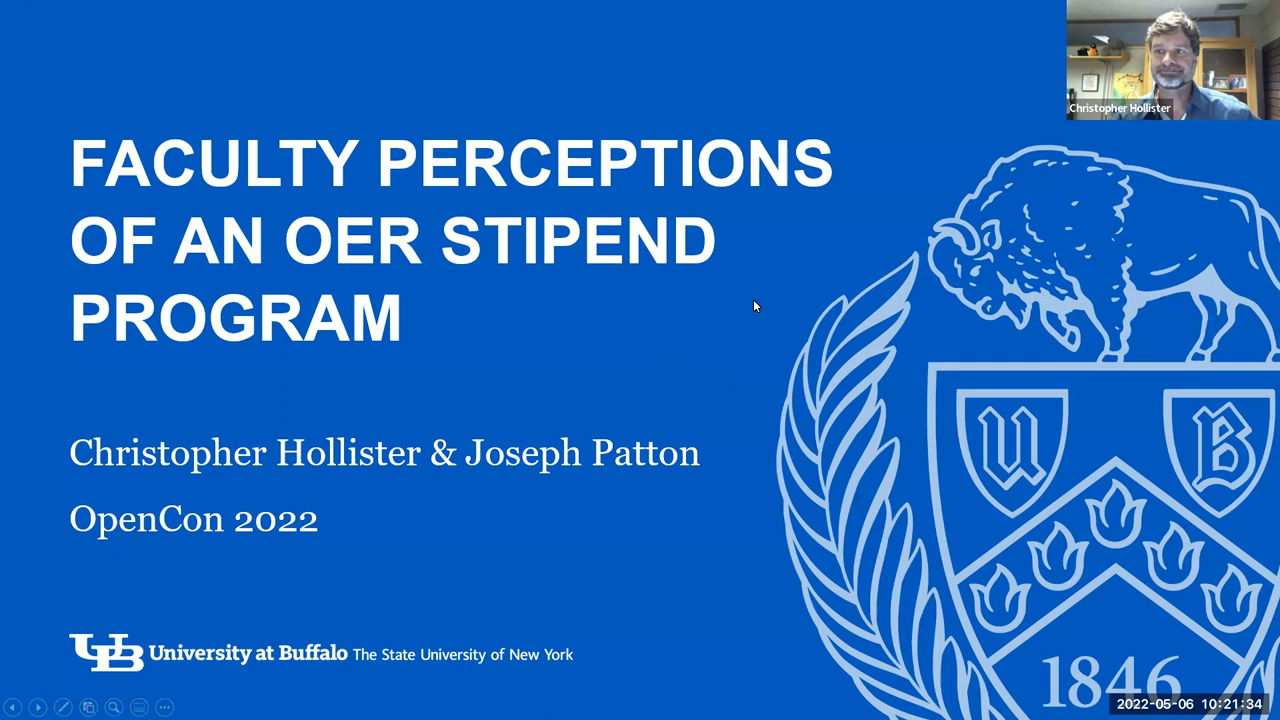 Christopher Hollister
FACULTY PERCEPTIONS
OF AN OER STIPEND
PROGRAM
Christopher Hollister & Joseph Patton
OpenCon 2022
U B
1846
UB University at Buffalo The State University of New York
2022-05-06 10:21:34